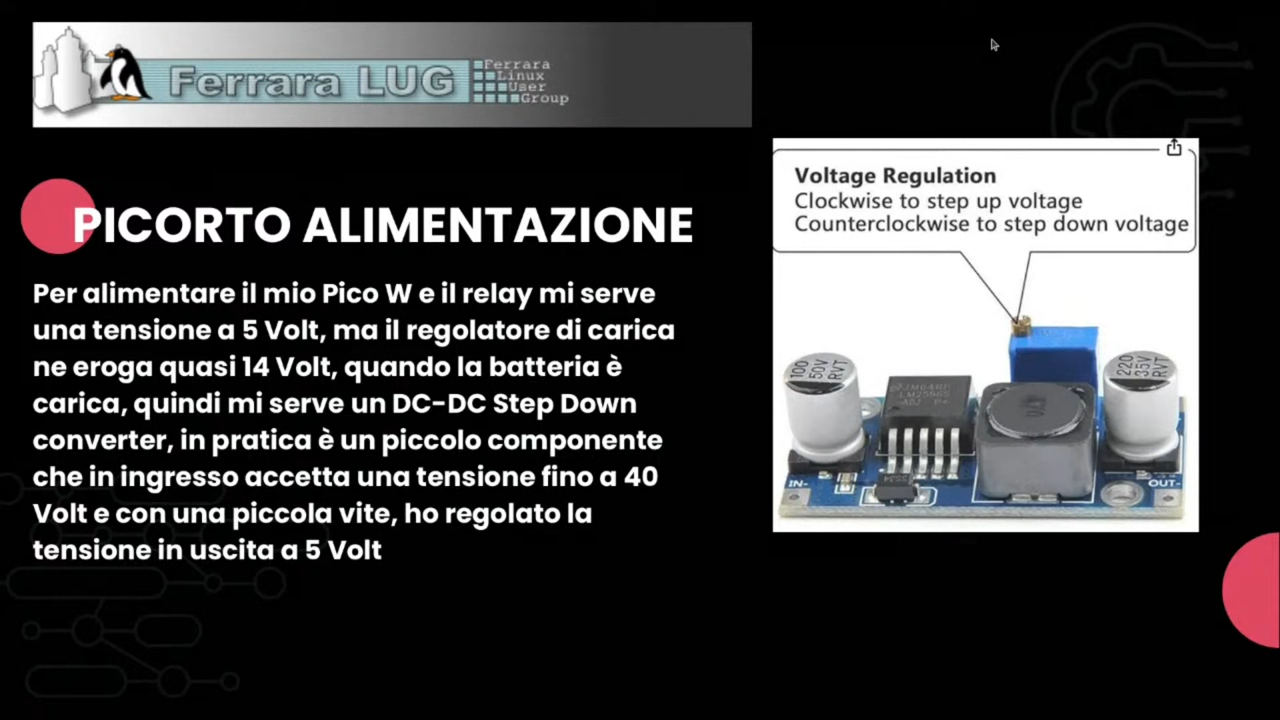 Ferrara LUG
Ferrara
Linux
User
Group
PICORTO ALIMENTAZIONE
Per alimentare il mio Pico W e il relay mi serve
una tensione a 5 Volt, ma il regolatore di carica
ne eroga quasi 14 Volt, quando la batteria è
carica, quindi mi serve un DC-DC Step Down
converter, in pratica è un piccolo componente
che in ingresso accetta una tensione fino a 40
Volt e con una piccola vite, ho regolato la
tensione in uscita a 5 Volt
Voltage Regulation
Clockwise to step up voltage
Counterclockwise to step down voltage
100
50V
RVT
220
35V
RVT
IN-
OUT-